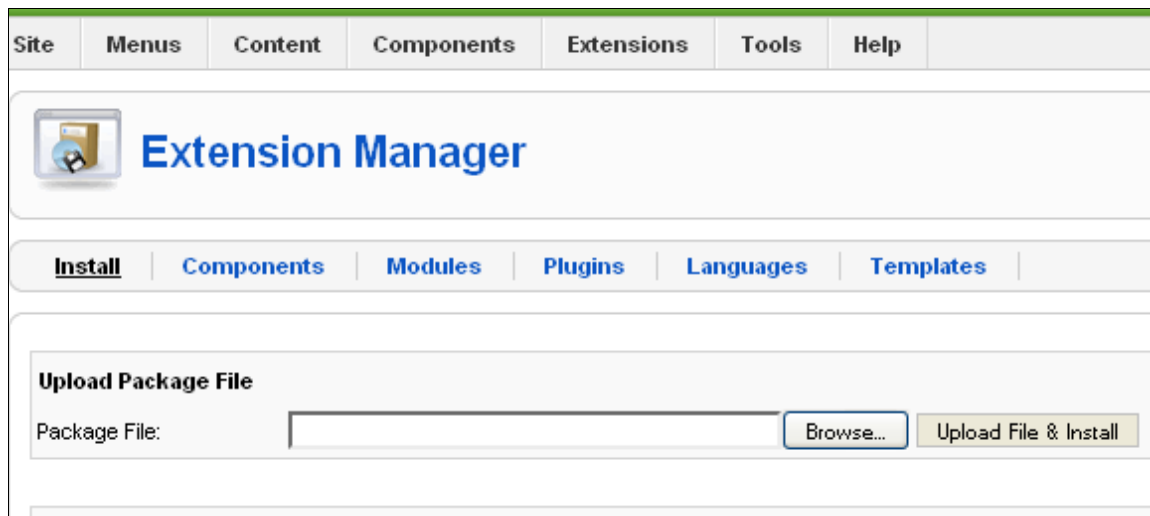 Site Menus Content Components Extensions Tools Help
Extension Manager
Install Components Modules Plugins Languages Templates
Upload Package File
Package File: Browse... Upload File & Install